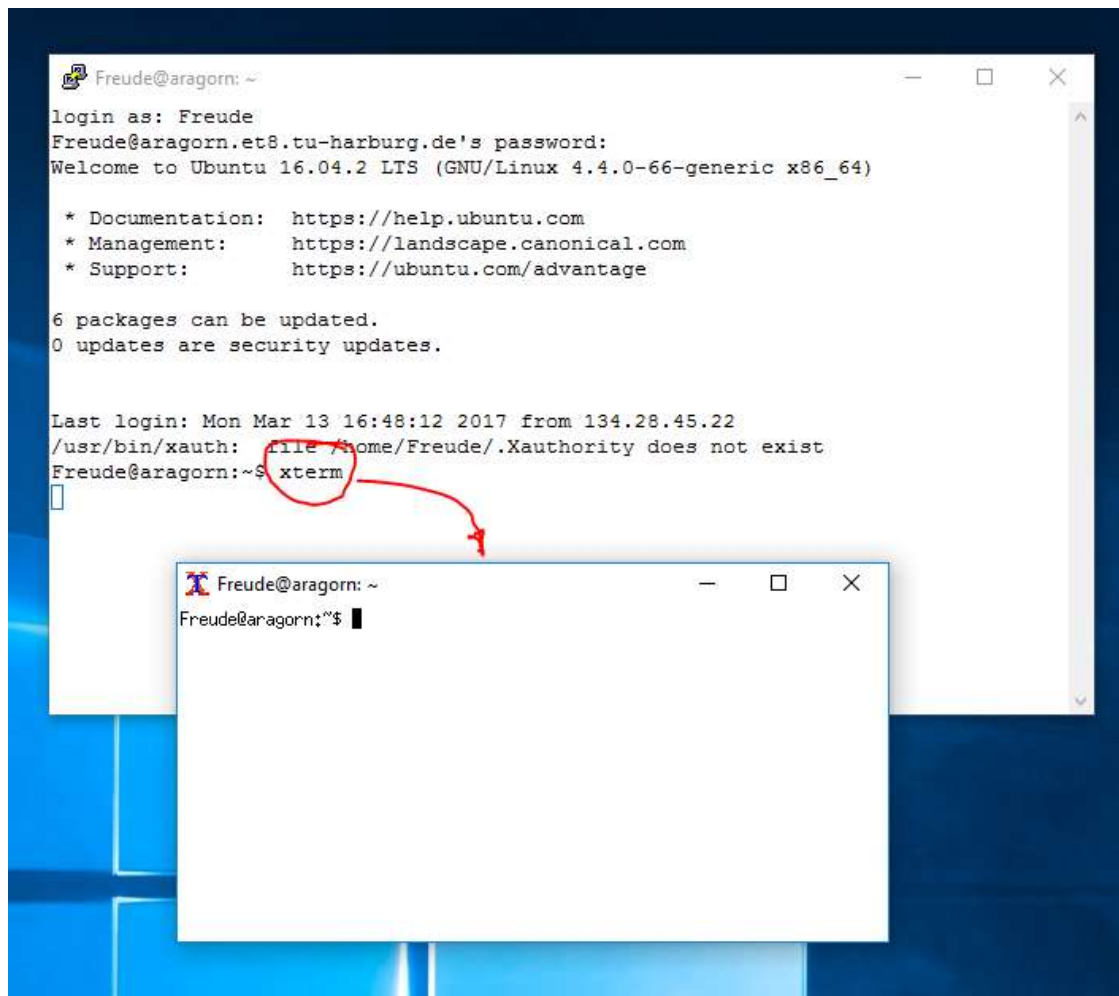 Freude@aragorn: ~
login as: Freude
Freude@aragorn.et8.tu-harburg.de's password:
Welcome to Ubuntu 16.04.2 LTS (GNU/Linux 4.4.0-66-generic x86_64)
* Documentation:  https://help.ubuntu.com
* Management:     https://landscape.canonical.com
* Support:        https://ubuntu.com/advantage
6 packages can be updated.
0 updates are security updates.
Last login: Mon Mar 13 16:48:12 2017 from 134.28.45.22
/usr/bin/xauth:  file /home/Freude/.Xauthority does not exist
Freude@aragorn:~$ xterm
Freude@aragorn: ~
Freude@aragorn:~$